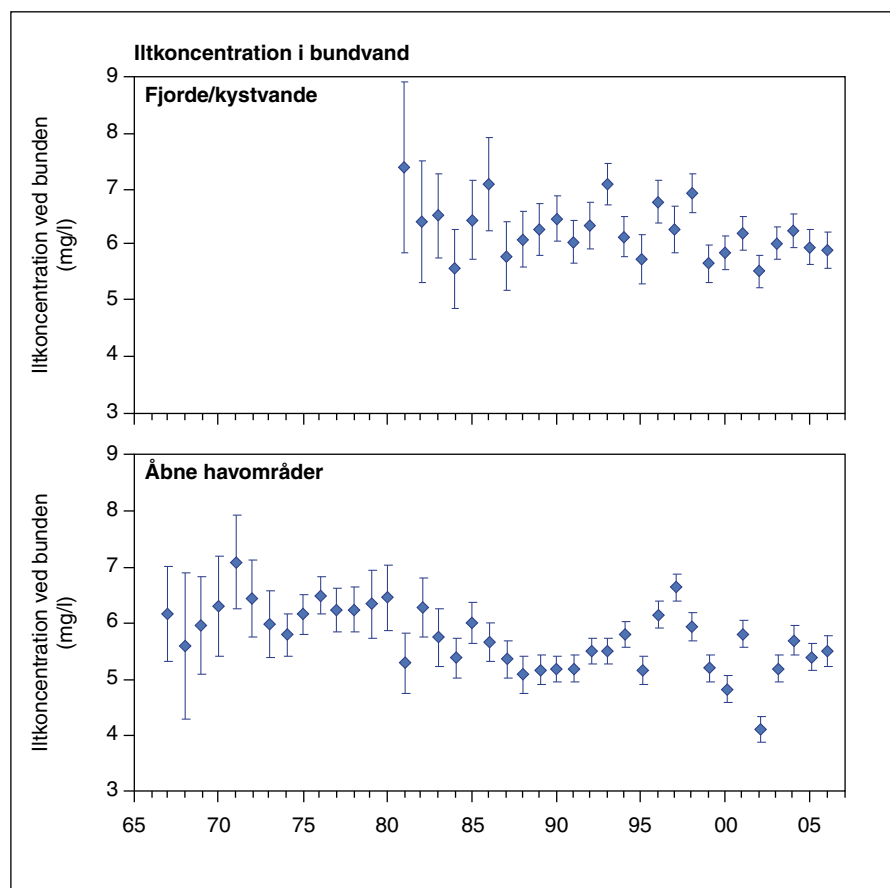 Iltkoncentration i bundvand
Fjorde/kystvande
Iltkoncentration ved bunden
(mg/l)
9
8
7
6
5
4
3
Åbne havområder
Iltkoncentration ved bunden
(mg/l)
9
8
7
6
5
4
3
65 70 75 80 85 90 95 00 05